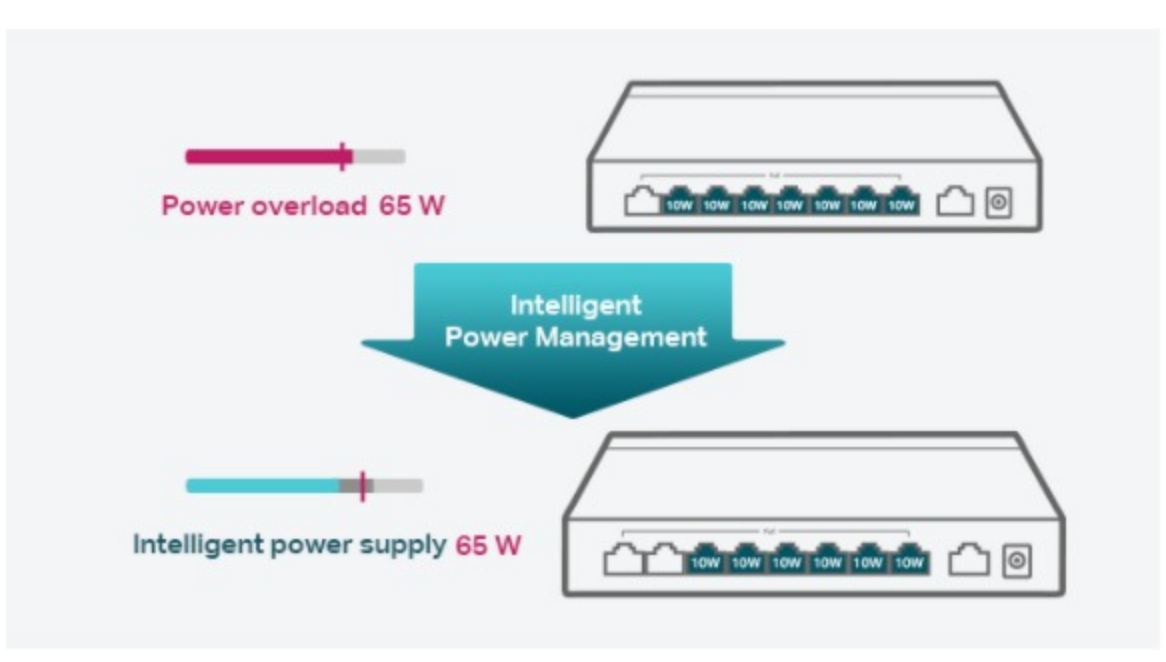 Power overload 65 W
10W 10W 10W 10W 10W 10W 10W
Intelligent
Power Management
Intelligent power supply 65 W
10W 10W 10W 10W 10W 10W